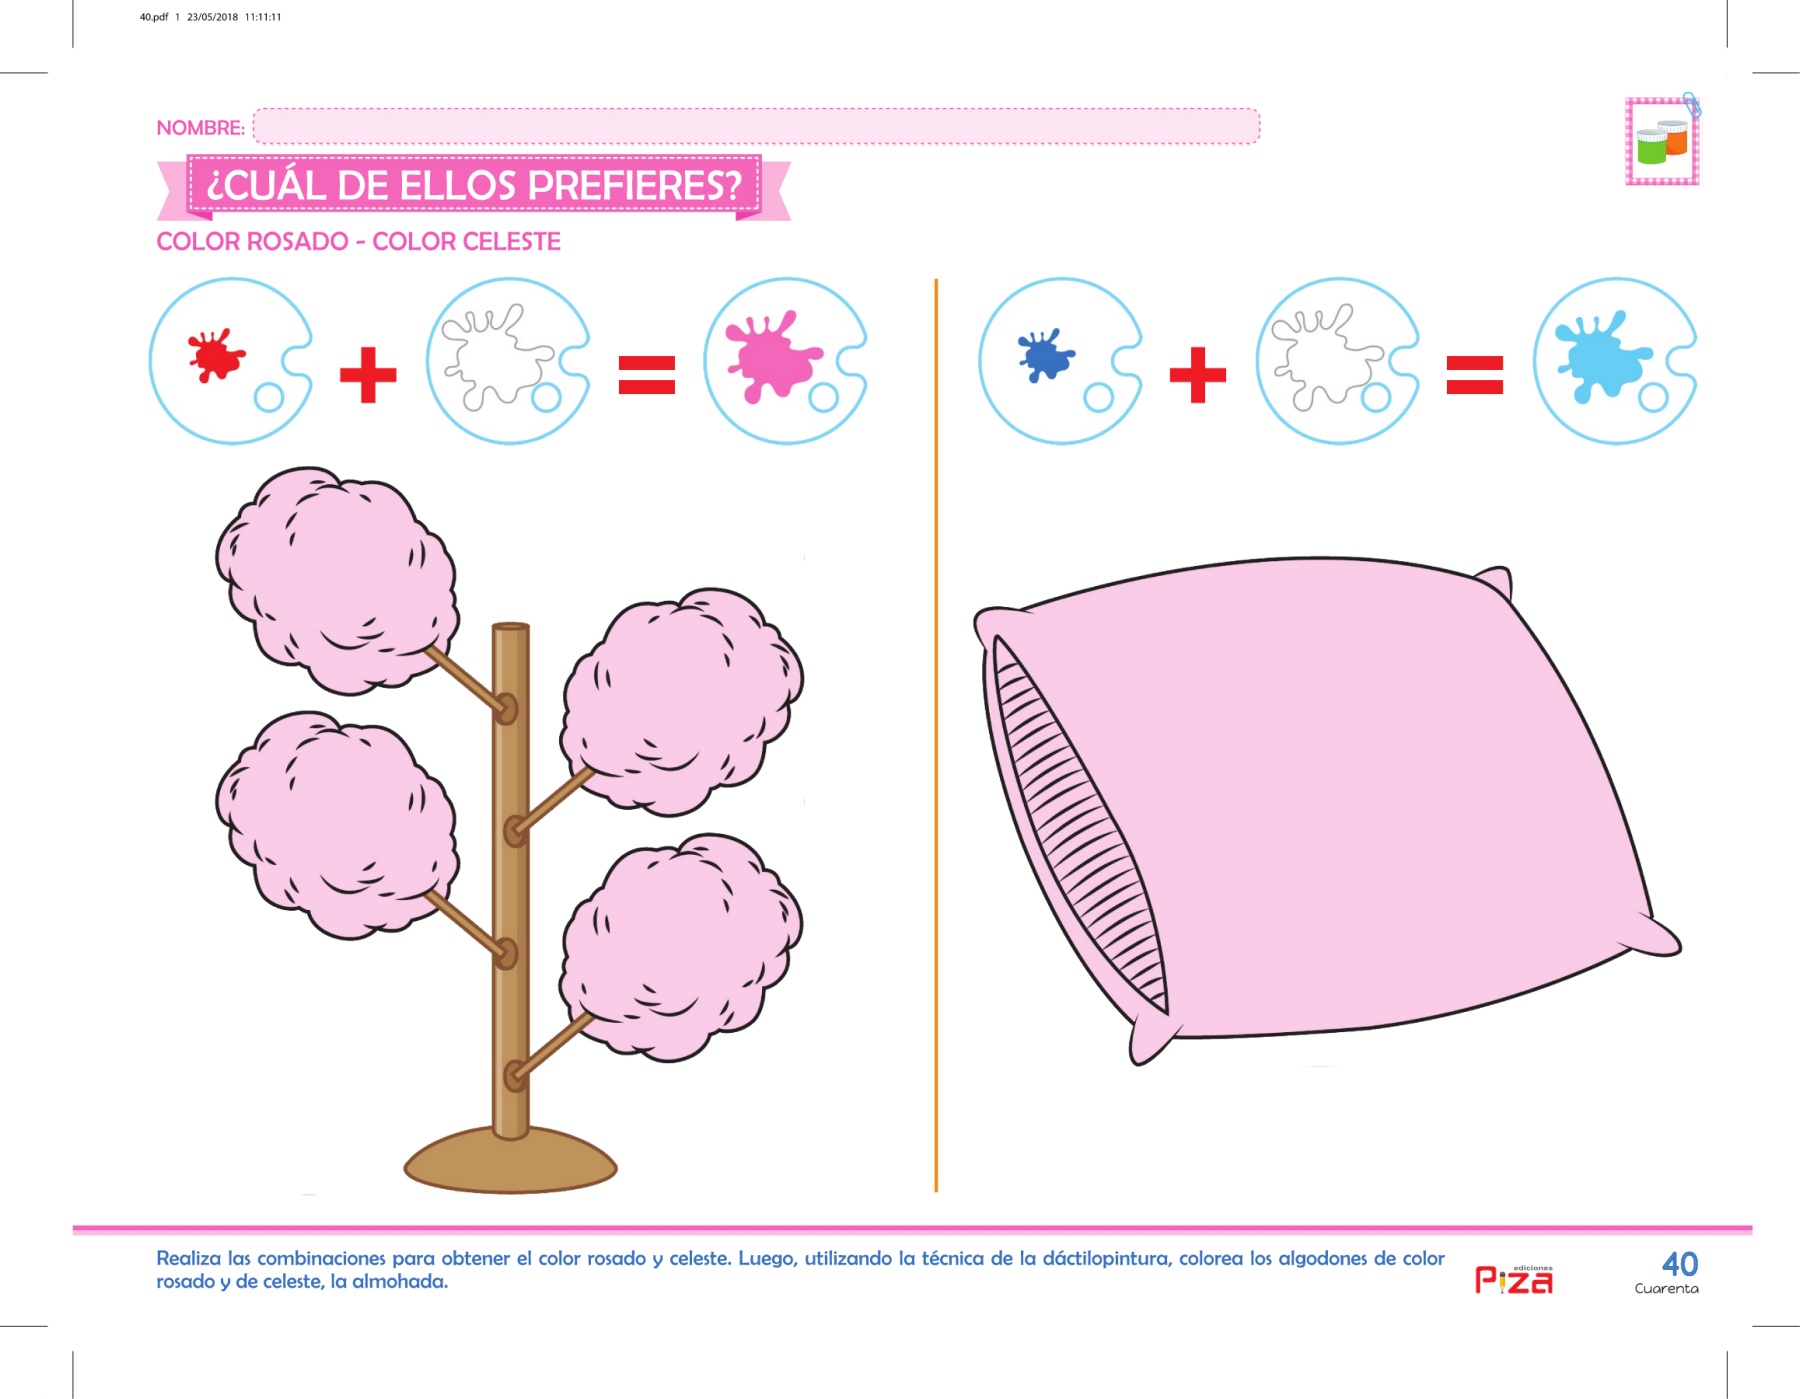 40.pdf 1 23/05/2018 11:11:11
NOMBRE:
¿CUÁL DE ELLOS PREFIERES?
COLOR ROSADO - COLOR CELESTE
Realiza las combinaciones para obtener el color rosado y celeste. Luego, utilizando la técnica de la dáctilopintura, colorea los algodones de color
rosado y de celeste, la almohada.
ediciones
Piza
40
Cuarenta